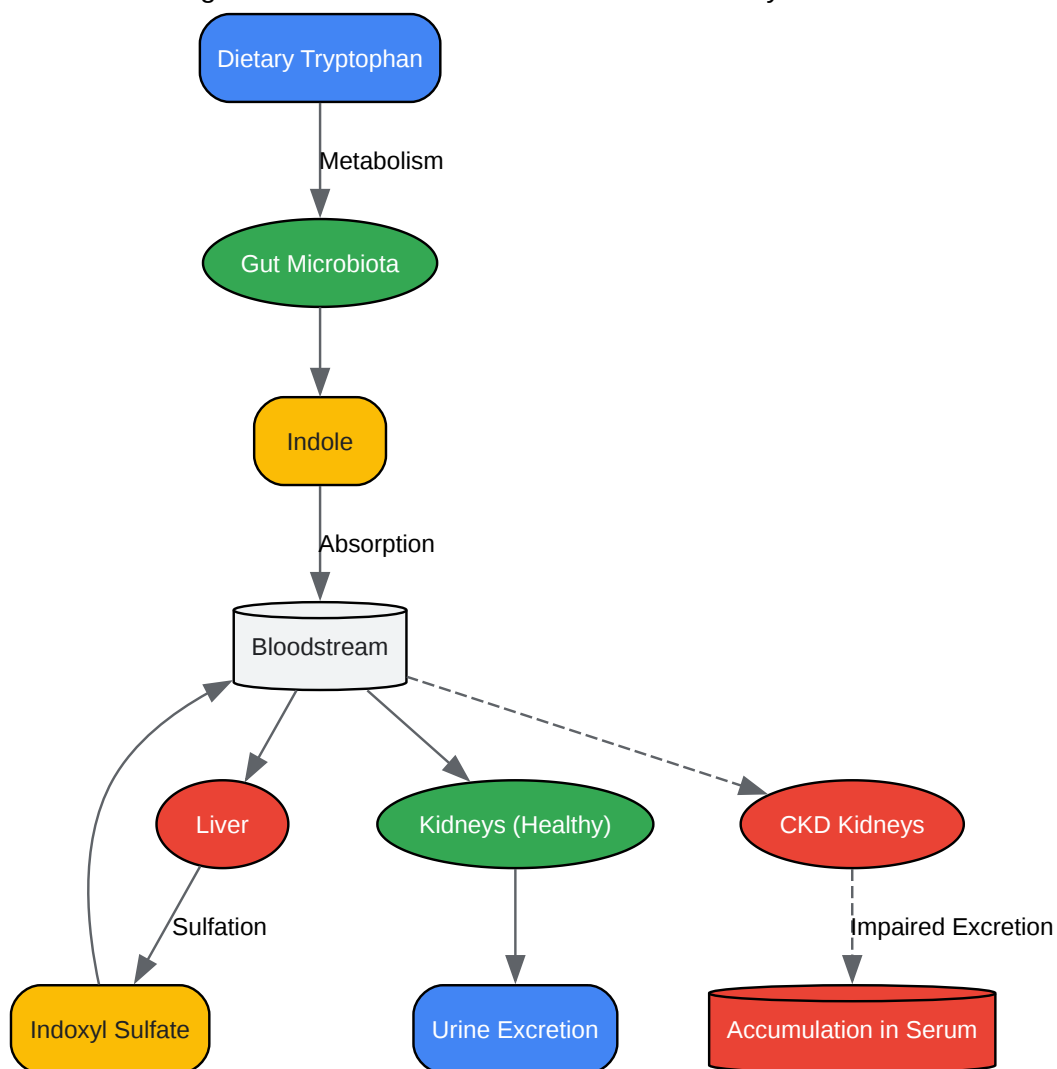 Dietary Tryptophan
Metabolism
Gut Microbiota
Indole
Absorption
Bloodstream
Liver
Kidneys (Healthy)
CKD Kidneys
Sulfation
Impaired Excretion
Indoxyl Sulfate
Urine Excretion
Accumulation in Serum